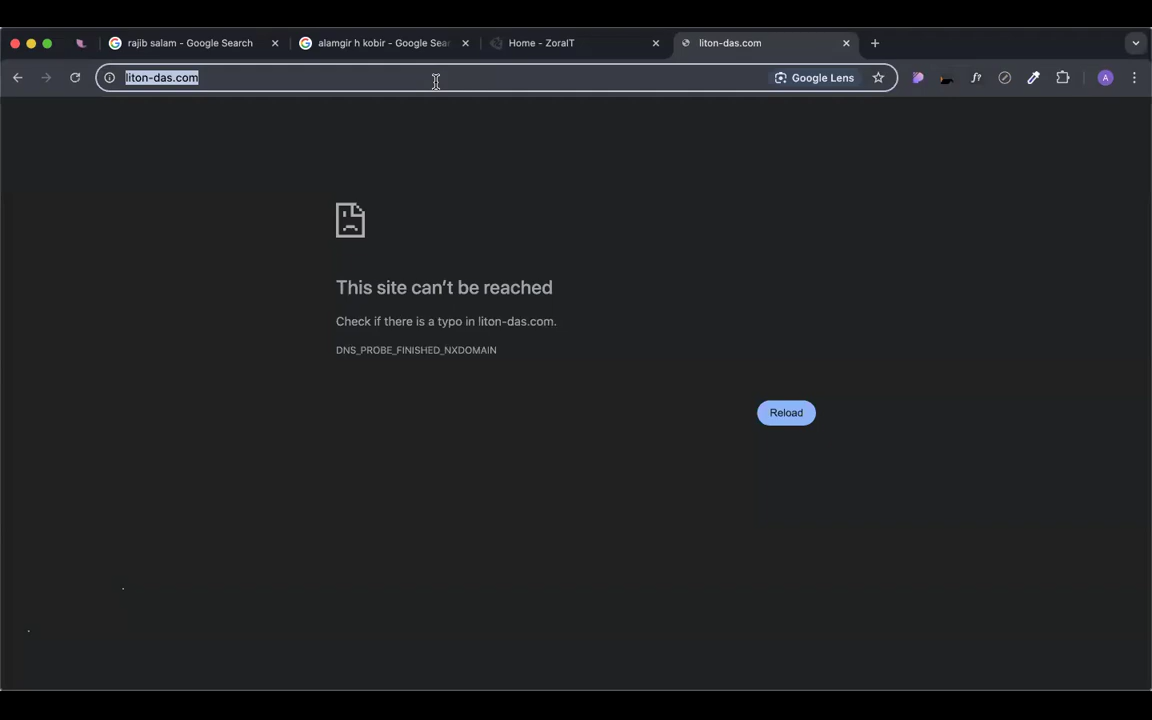 rajib salam - Google Search
alamgir h kobir - Google Sear
Home - ZoraIT
liton-das.com
liton-das.com
Google Lens
f?
A
This site can't be reached
Check if there is a typo in liton-das.com.
DNS_PROBE_FINISHED_NXDOMAIN
Reload